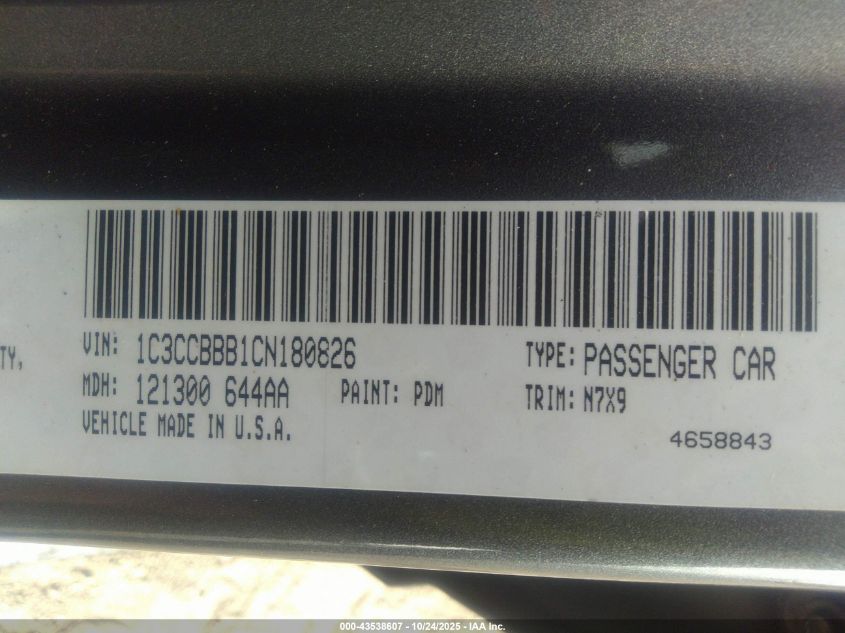 VIN: 1C3CCBBB1CN180826 TYPE: PASSENGER CAR
TY,
MDH: 121300 644AA PAINT: PDM TRIM: N7X9
VEHICLE MADE IN U.S.A. 4658843
000-43538607 - 10/24/2025 - IAA Inc.